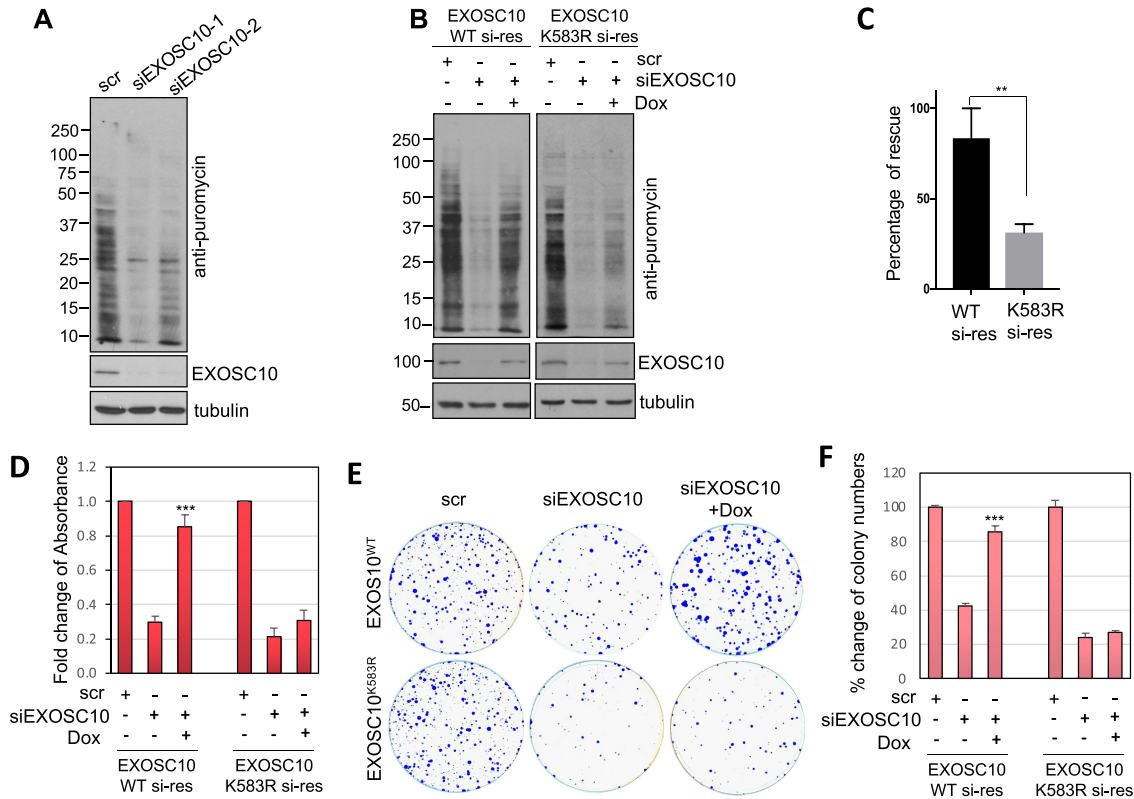 A
scr
siEXOSC10-1
siEXOSC10-2
250
100
75
50
37
25
20
15
10
anti-puromycin
EXOSC10
tubulin
B
EXOSC10 EXOSC10
WT si-res K583R si-res
+ - - + - - scr
- + + - + + siEXOSC10
- - + - - + Dox
250
100
50
37
25
15
10
anti-puromycin
100 EXOSC10
50 tubulin
C
**
Percentage of rescue
100
50
0
WT K583R
si-res si-res
D
Fold change of Absorbance
1.2
1.0
0.8
0.6
0.4
0.2
0.0
***
scr + - - + - -
siEXOSC10 - + + - + +
Dox - - + - - +
EXOSC10 EXOSC10
WT si-res K583R si-res
E
scr siEXOSC10 siEXOSC10
+Dox
EXOS10WT
EXOSC10K583R
F
% change of colony numbers
120
100
80
60
40
20
0
***
scr + - - + - -
siEXOSC10 - + + - + +
Dox - - + - - +
EXOSC10 EXOSC10
WT si-res K583R si-res